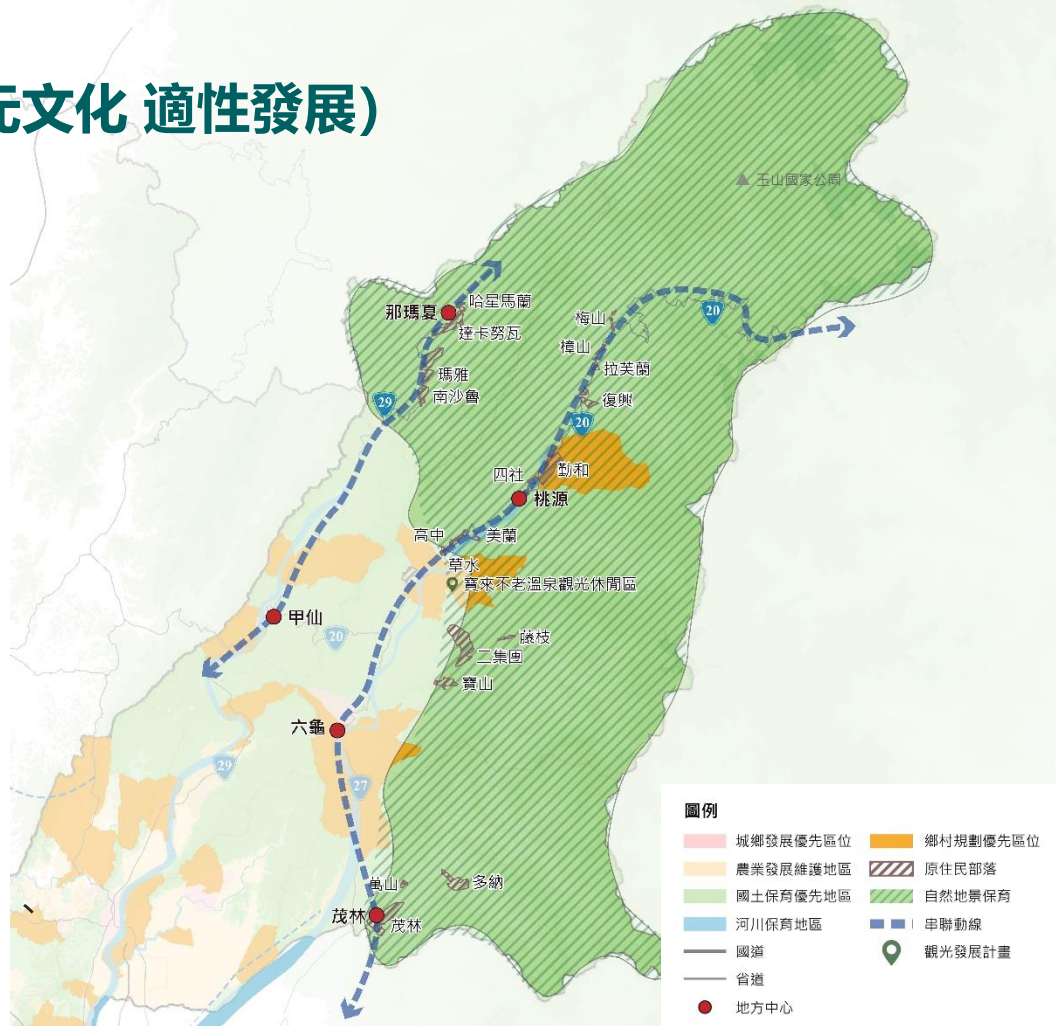 元文化 適性發展)
玉山國家公園
那瑪夏
哈星馬蘭
達卡努瓦
瑪雅
南沙魯
29
梅山
樟山
拉芙蘭
復興
20
20
四社
勤和
桃源
高中
美蘭
草水
寶來不老溫泉觀光休閒區
甲仙
20
藤枝
二集團
寶山
六龜
29
27
萬山
多納
茂林
茂林
圖例
城鄉發展優先區位
鄉村規劃優先區位
農業發展維護地區
原住民部落
國土保育優先地區
自然地景保育
河川保育地區
串聯動線
國道
觀光發展計畫
省道
地方中心